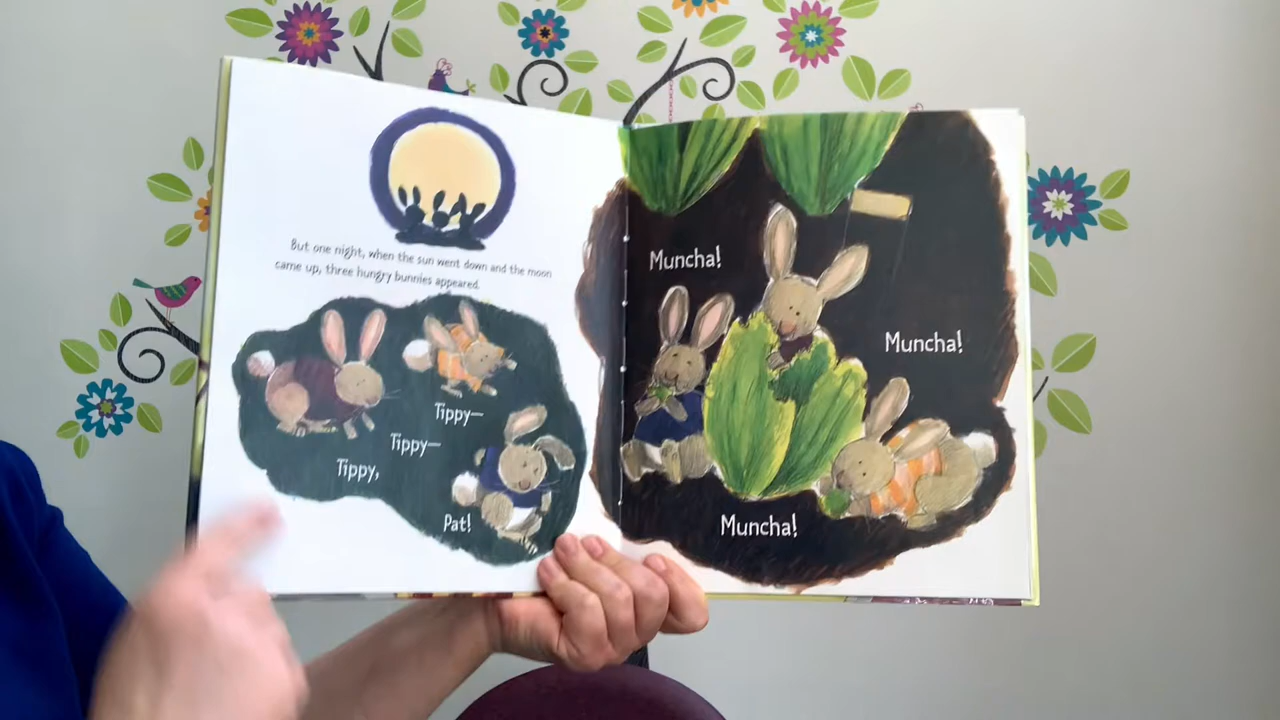 But one night, when the sun went down and the moon
came up, three hungry bunnies appeared.
Tippy—
Tippy—
Tippy,
Pat!
Muncha!
Muncha!
Muncha!